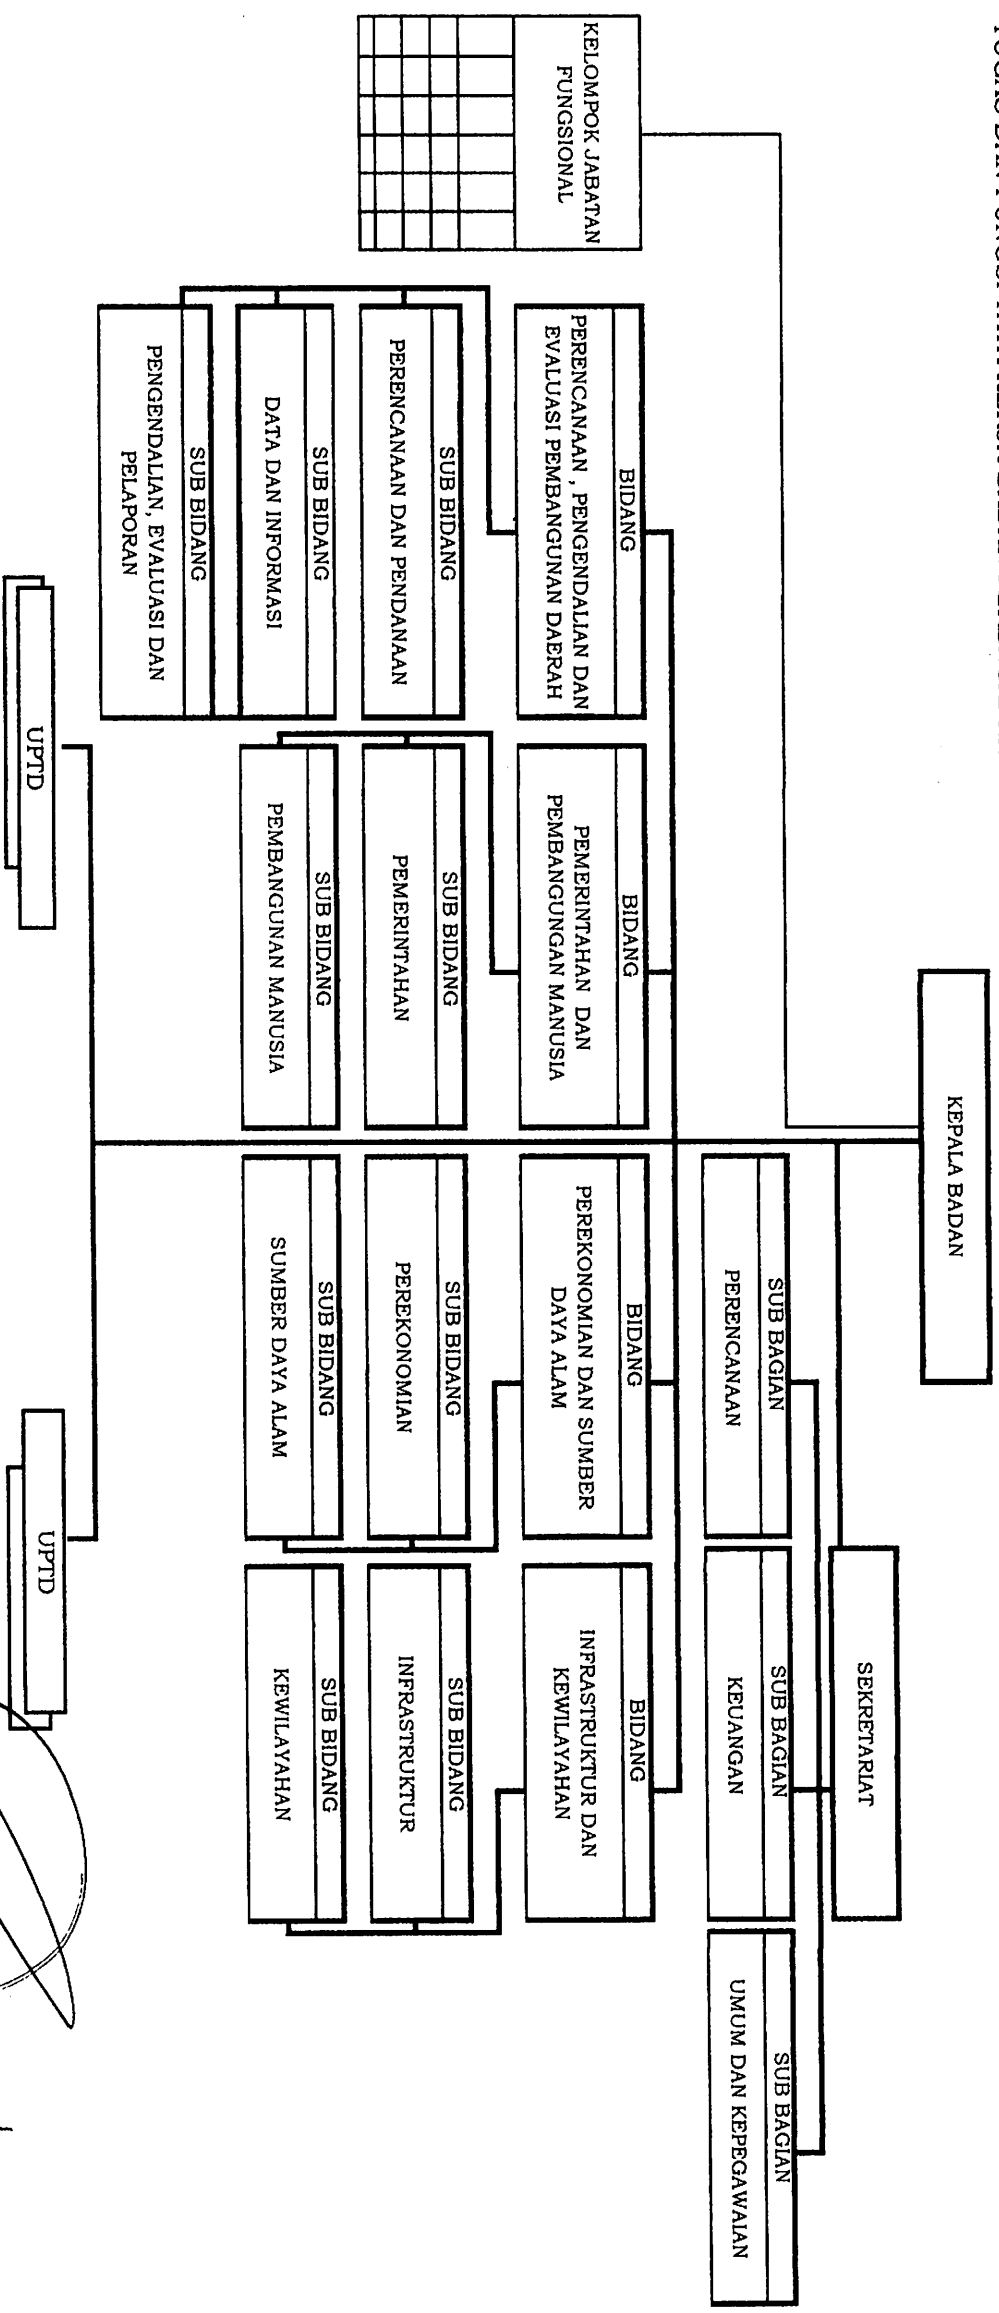 KEPALA BADAN
SEKRETARIAT
SUB BAGIAN
PERENCANAAN
SUB BAGIAN
KEUANGAN
SUB BAGIAN
UMUM DAN KEPEGAWAIAN
KELOMPOK JABATAN
FUNGSIONAL
BIDANG
PERENCANAAN , PENGENDALIAN DAN
EVALUASI PEMBANGUNAN DAERAH
BIDANG
PEMERINTAHAN DAN
PEMBANGUNGAN MANUSIA
BIDANG
PEREKONOMIAN DAN SUMBER
DAYA ALAM
BIDANG
INFRASTRUKTUR DAN
KEWILAYAHAN
SUB BIDANG
PERENCANAAN DAN PENDANAAN
SUB BIDANG
PEMERINTAHAN
SUB BIDANG
PEREKONOMIAN
SUB BIDANG
INFRASTRUKTUR
SUB BIDANG
DATA DAN INFORMASI
SUB BIDANG
PEMBANGUNAN MANUSIA
SUB BIDANG
SUMBER DAYA ALAM
SUB BIDANG
KEWILAYAHAN
SUB BIDANG
PENGENDALIAN, EVALUASI DAN
PELAPORAN
UPTD
UPTD